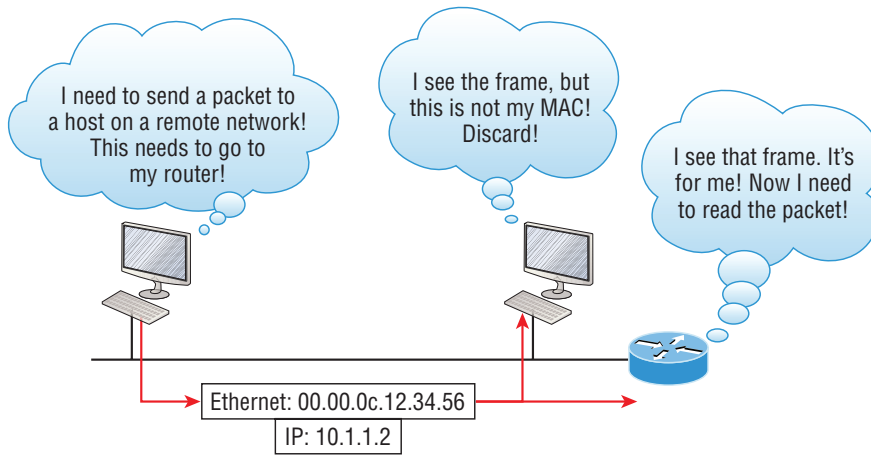 I need to send a packet to
a host on a remote network!
This needs to go to
my router!
I see the frame, but
this is not my MAC!
Discard!
I see that frame. It's
for me! Now I need
to read the packet!
Ethernet: 00.00.0c.12.34.56
IP: 10.1.1.2